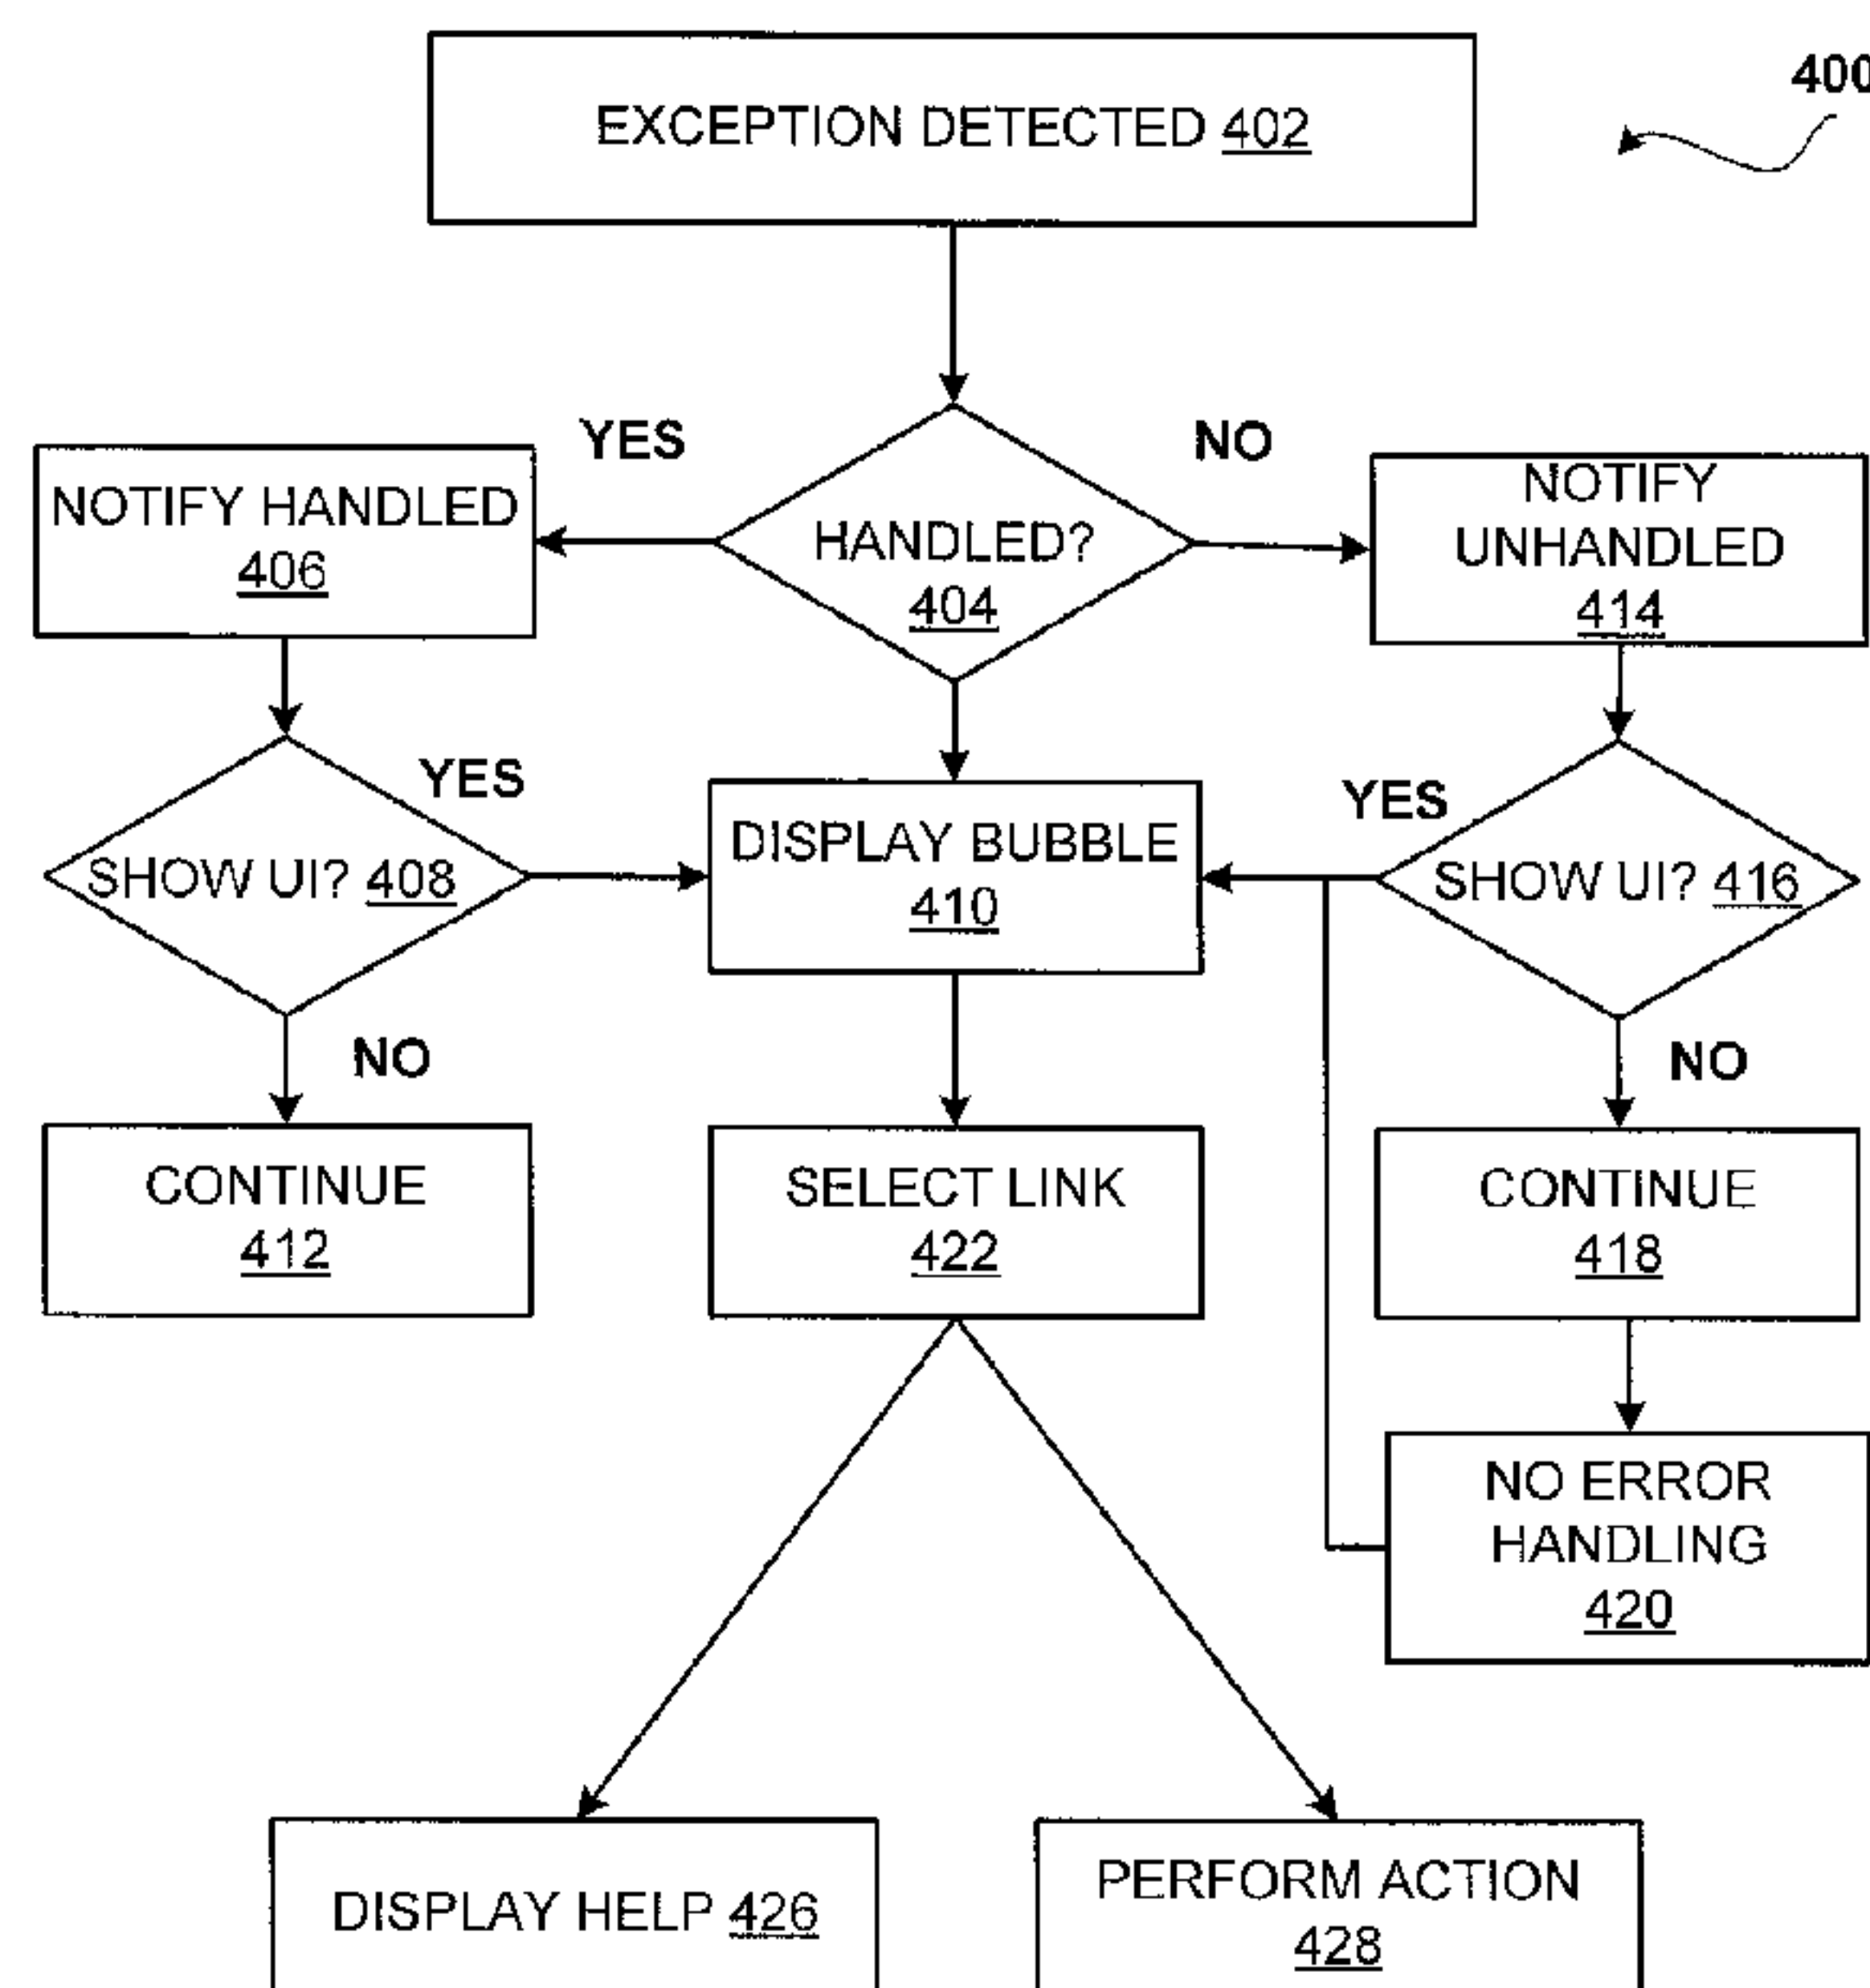 400
EXCEPTION DETECTED 402
YES
NO
NOTIFY HANDLED
406
HANDLED?
404
NOTIFY
UNHANDLED
414
YES
SHOW UI? 408
DISPLAY BUBBLE
410
YES
SHOW UI? 416
NO
NO
CONTINUE
412
SELECT LINK
422
CONTINUE
418
NO ERROR
HANDLING
420
DISPLAY HELP 426
PERFORM ACTION
428